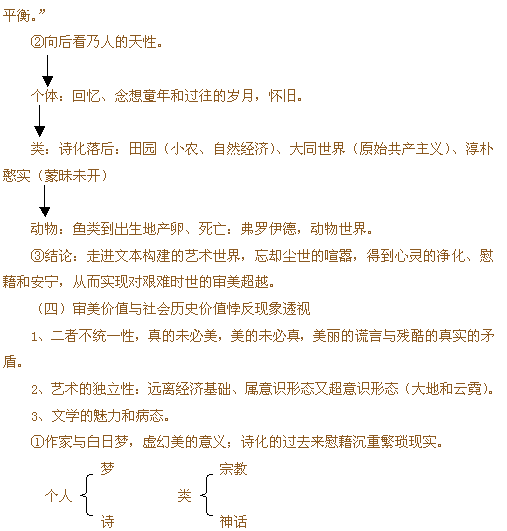 平衡。”
②向后看乃人的天性。
个体：回忆、念想童年和过往的岁月，怀旧。
类：诗化落后：田园（小农、自然经济）、大同世界（原始共产主义）、淳朴
憨实（蒙昧未开）
动物：鱼类到出生地产卵、死亡：弗罗伊德，动物世界。
③结论：走进文本构建的艺术世界，忘却尘世的喧嚣，得到心灵的净化、慰
藉和安宁，从而实现对艰难时世的审美超越。
（四）审美价值与社会历史价值悖反现象透视
1、二者不统一性，真的未必美，美的未必真，美丽的谎言与残酷的真实的矛
盾。
2、艺术的独立性：远离经济基础、属意识形态又超意识形态（大地和云霓）。
3、文学的魅力和病态。
①作家与白日梦，虚幻美的意义；诗化的过去来慰藉沉重繁琐现实。
梦 宗教
个人 类
诗 神话